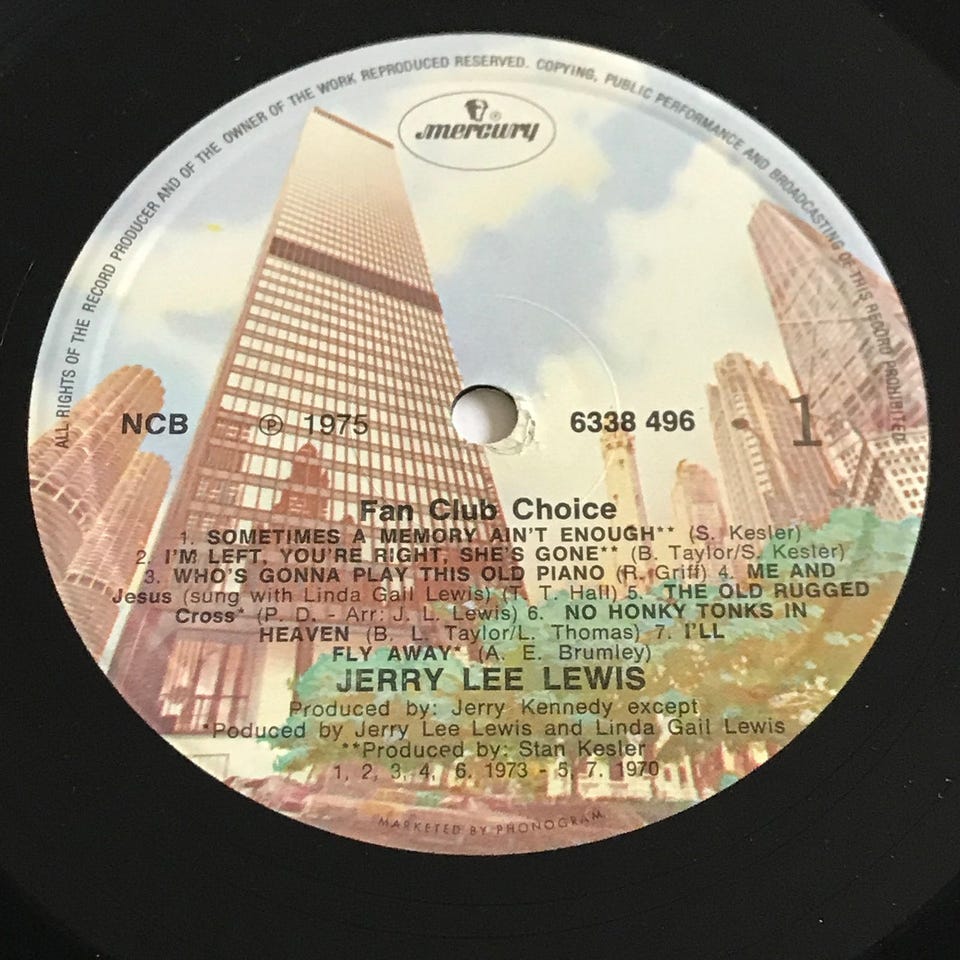 ALL RIGHTS OF THE RECORD PRODUCER AND OF THE OWNER OF THE WORK REPRODUCED RESERVED. COPYING, PUBLIC PERFORMANCE AND BROADCASTING OF THIS RECORD PROHIBITED
mercury®
NCB ℗ 1975 6338 496 1
Fan Club Choice
1. SOMETIMES A MEMORY AIN'T ENOUGH** (S. Kesler)
2. I'M LEFT, YOU'RE RIGHT, SHE'S GONE** (B. Taylor/S. Kesler)
3. WHO'S GONNA PLAY THIS OLD PIANO (R. Griff) 4. ME AND
Jesus (sung with Linda Gail Lewis) (T. T. Hall) 5. THE OLD RUGGED
Cross* (P. D. - Arr: J. L. Lewis) 6. NO HONKY TONKS IN
HEAVEN (B. L. Taylor/L. Thomas) 7. I'LL
FLY AWAY* (A. E. Brumley)
JERRY LEE LEWIS
Produced by: Jerry Kennedy except
*Poduced by Jerry Lee Lewis and Linda Gail Lewis
**Produced by: Stan Kesler
1, 2, 3, 4, 6. 1973 - 5, 7. 1970
MARKETED BY PHONOGRAM